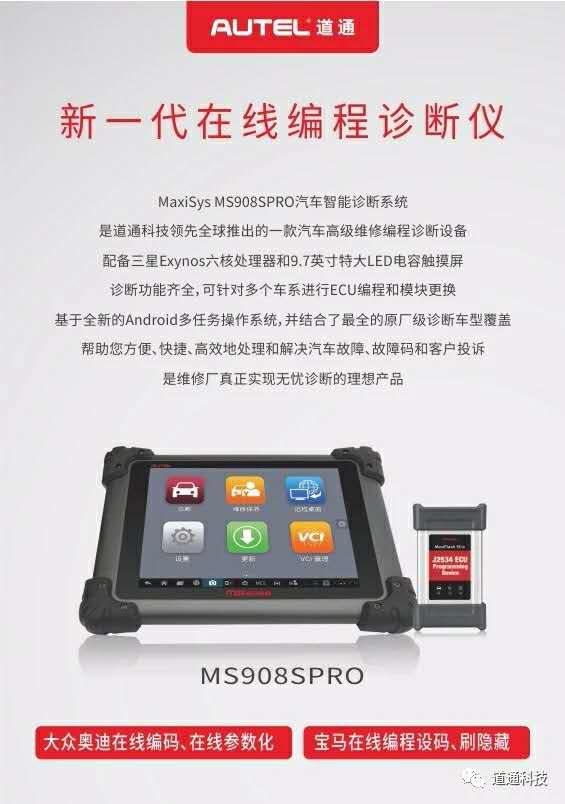 AUTEL 道通
新一代在线编程诊断仪
MaxiSys MS908SPRO汽车智能诊断系统
是道通科技领先全球推出的一款汽车高级维修编程诊断设备
配备三星Exynos六核处理器和9.7英寸特大LED电容触摸屏
诊断功能齐全,可针对多个车系进行ECU编程和模块更换
基于全新的Android多任务操作系统,并结合了最全的原厂级诊断车型覆盖
帮助您方便、快捷、高效地处理和解决汽车故障、故障码和客户投诉
是维修厂真正实现无忧诊断的理想产品
AUTEL
诊断 维修保养 远程桌面
VCI
设置 更新 VCI 管理
MaxiFlash Elite
J2534 ECU
Programming
Device
MS908SPRO
大众奥迪在线编码、在线参数化 宝马在线编程设码、刷隐藏
道通科技